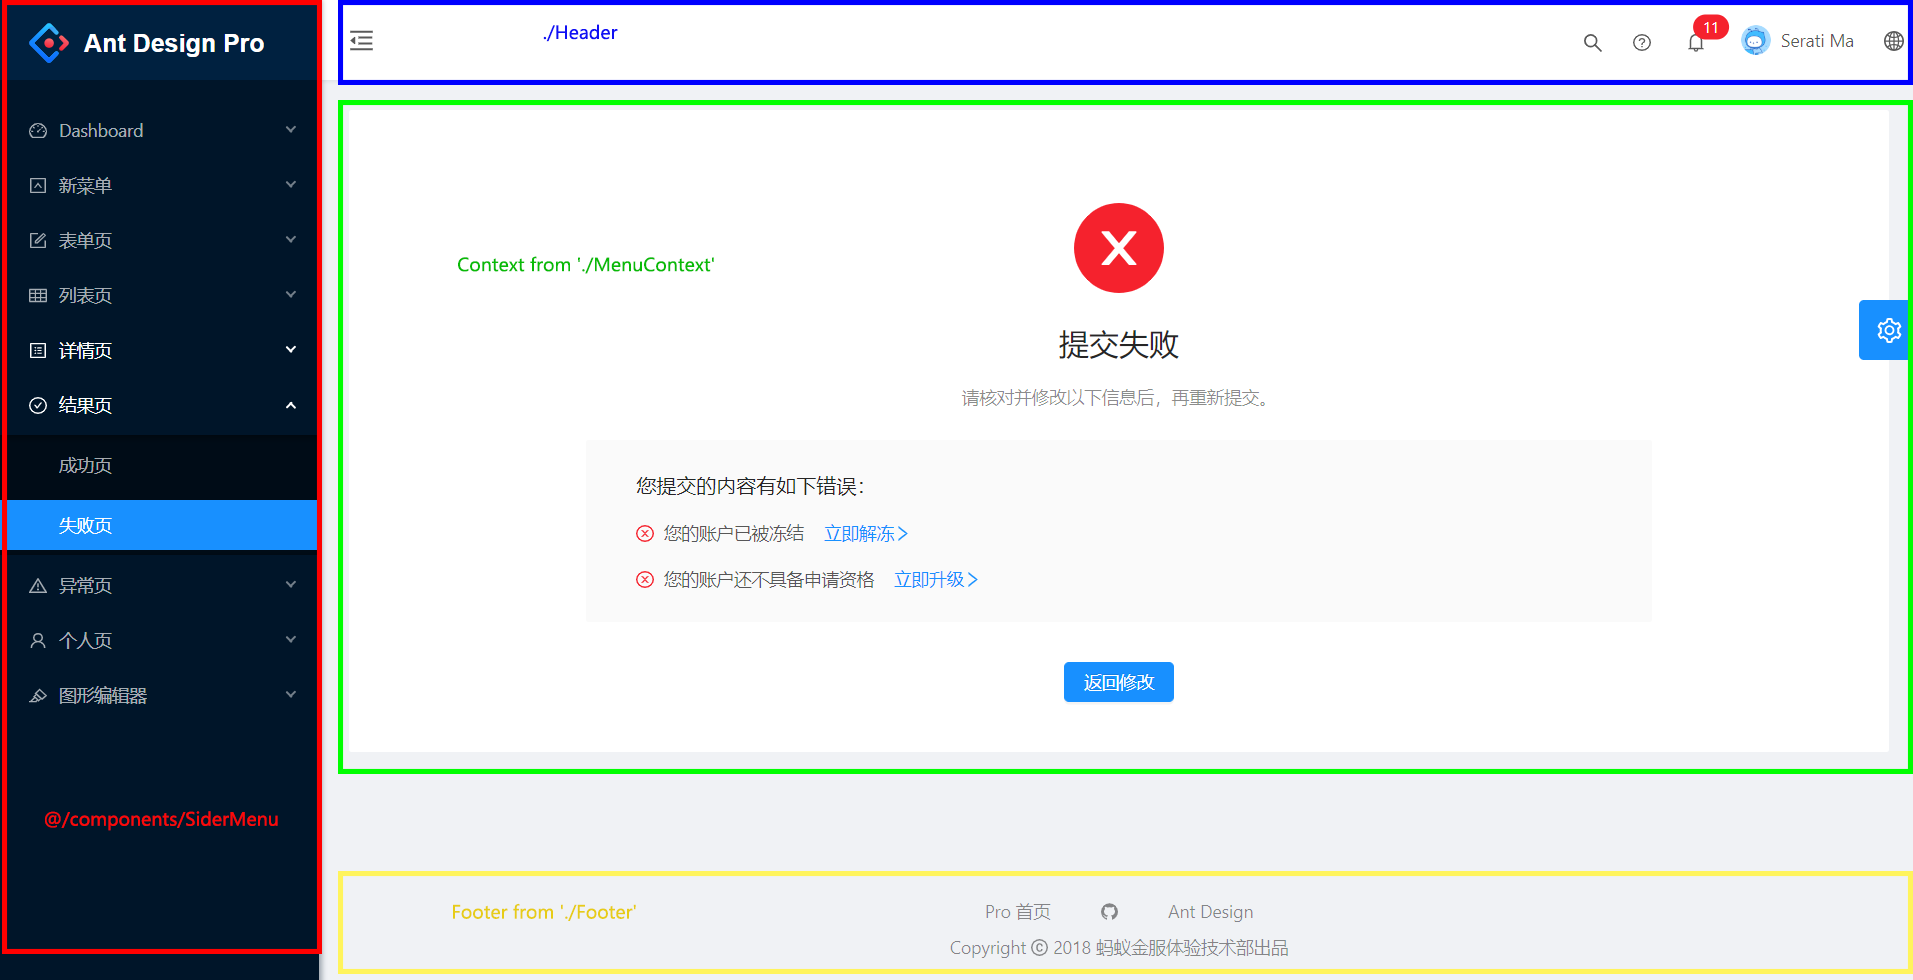 Ant Design Pro
Dashboard
新菜单
表单页
列表页
详情页
结果页
成功页
失败页
异常页
个人页
图形编辑器
@/components/SiderMenu
./Header
11
Serati Ma
Context from './MenuContext'
提交失败
请核对并修改以下信息后，再重新提交。
您提交的内容有如下错误：
您的账户已被冻结 立即解冻
您的账户还不具备申请资格 立即升级
返回修改
Footer from './Footer'
Pro 首页 Ant Design
Copyright © 2018 蚂蚁金服体验技术部出品